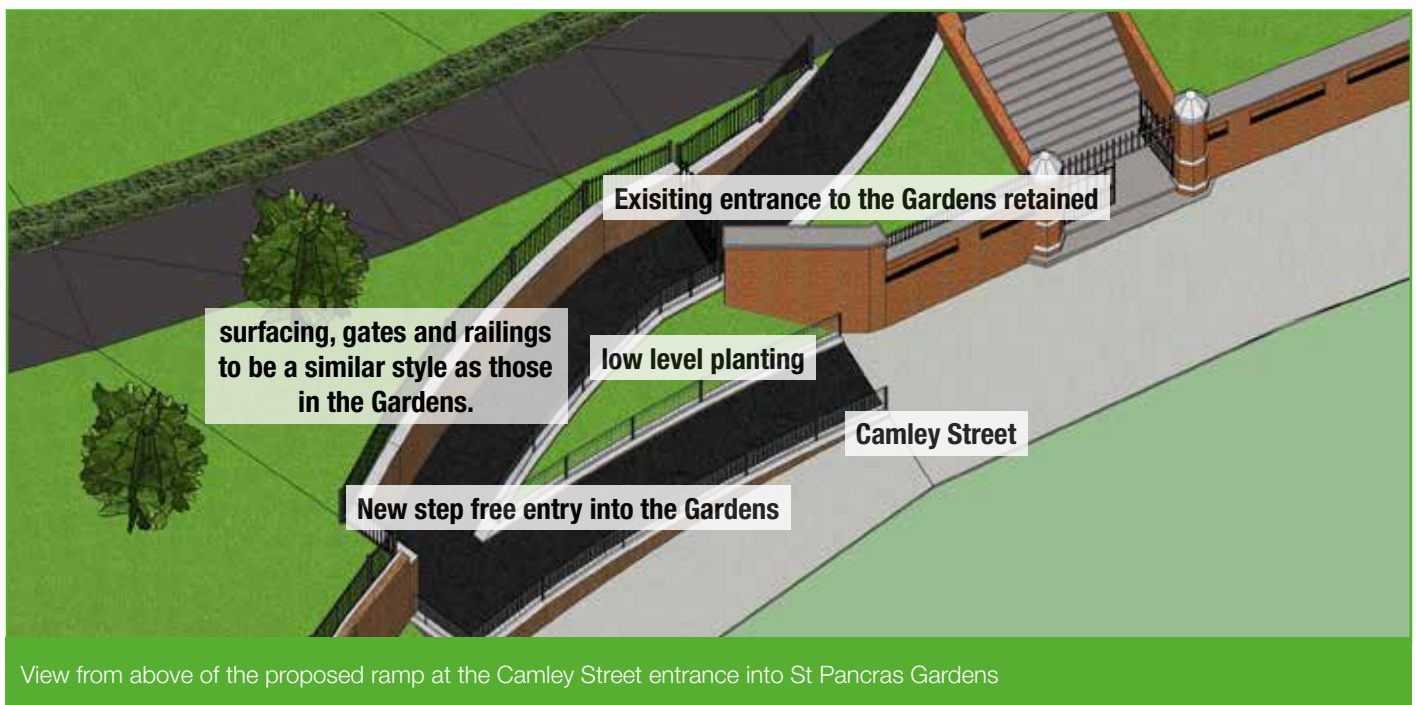 Exisiting entrance to the Gardens retained
surfacing, gates and railings
to be a similar style as those
in the Gardens.
low level planting
Camley Street
New step free entry into the Gardens
View from above of the proposed ramp at the Camley Street entrance into St Pancras Gardens